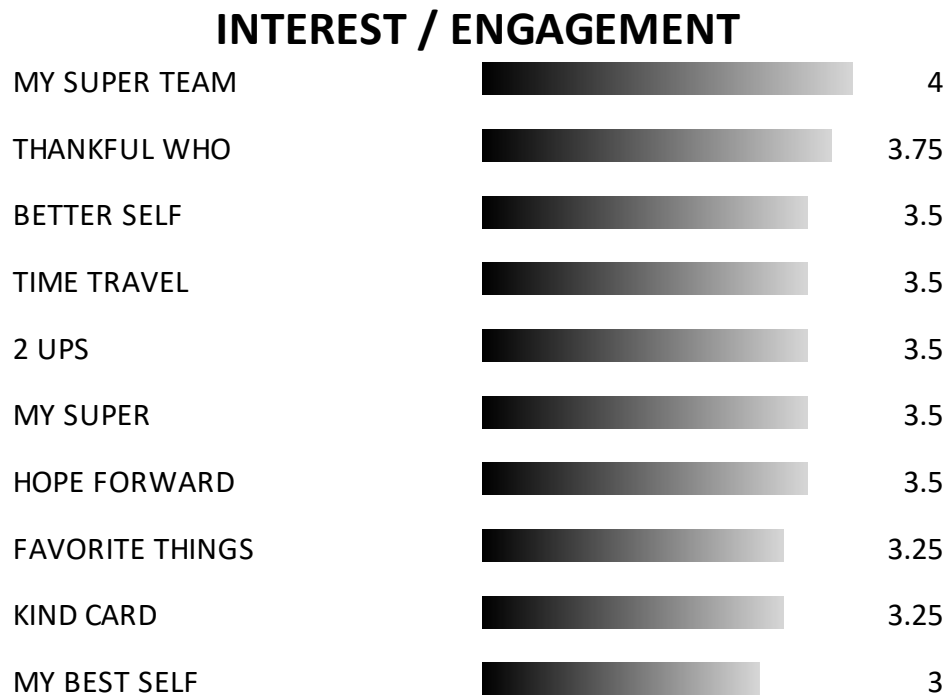 INTEREST / ENGAGEMENT
MY SUPER TEAM 4
THANKFUL WHO 3.75
BETTER SELF 3.5
TIME TRAVEL 3.5
2 UPS 3.5
MY SUPER 3.5
HOPE FORWARD 3.5
FAVORITE THINGS 3.25
KIND CARD 3.25
MY BEST SELF 3